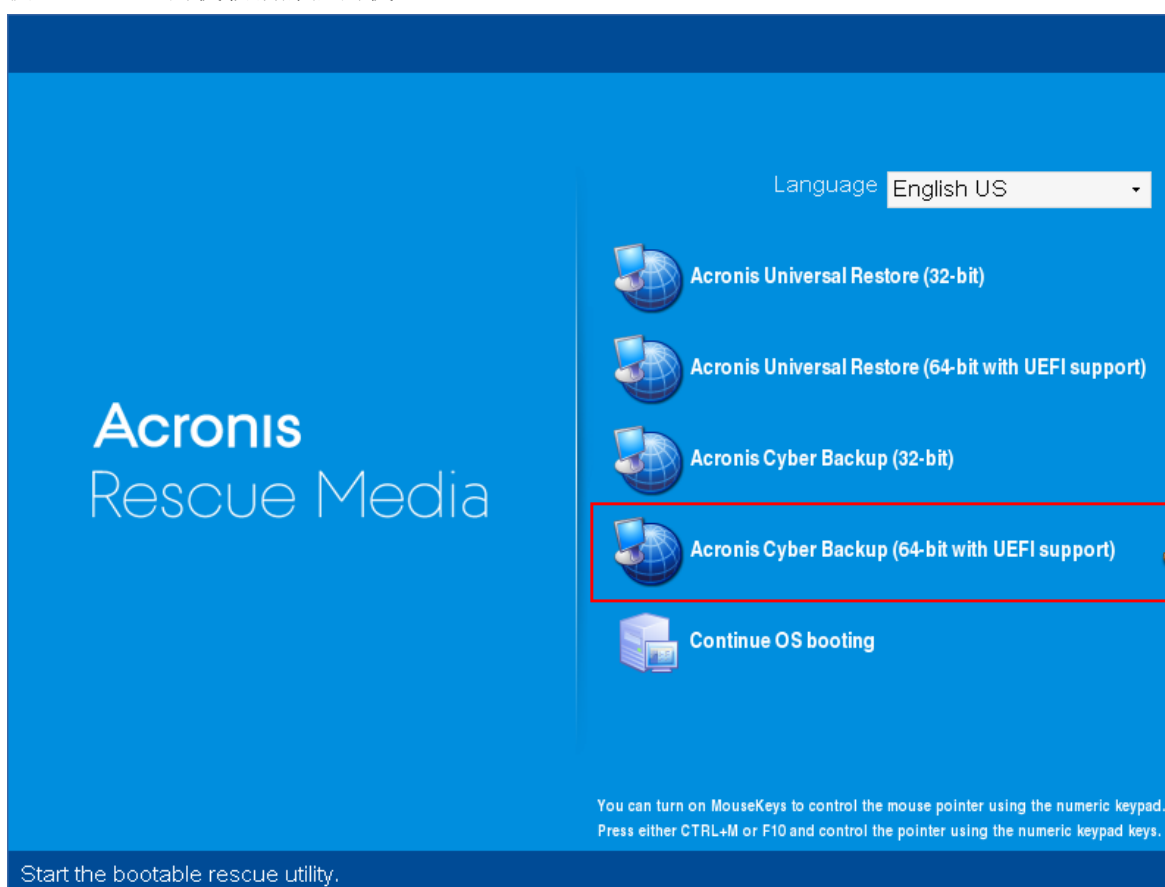 Language English US
Acronis Universal Restore (32-bit)
Acronis Universal Restore (64-bit with UEFI support)
Acronis
Rescue Media
Acronis Cyber Backup (32-bit)
Acronis Cyber Backup (64-bit with UEFI support)
Continue OS booting
You can turn on MouseKeys to control the mouse pointer using the numeric keypad.
Press either CTRL+M or F10 and control the pointer using the numeric keypad keys.
Start the bootable rescue utility.